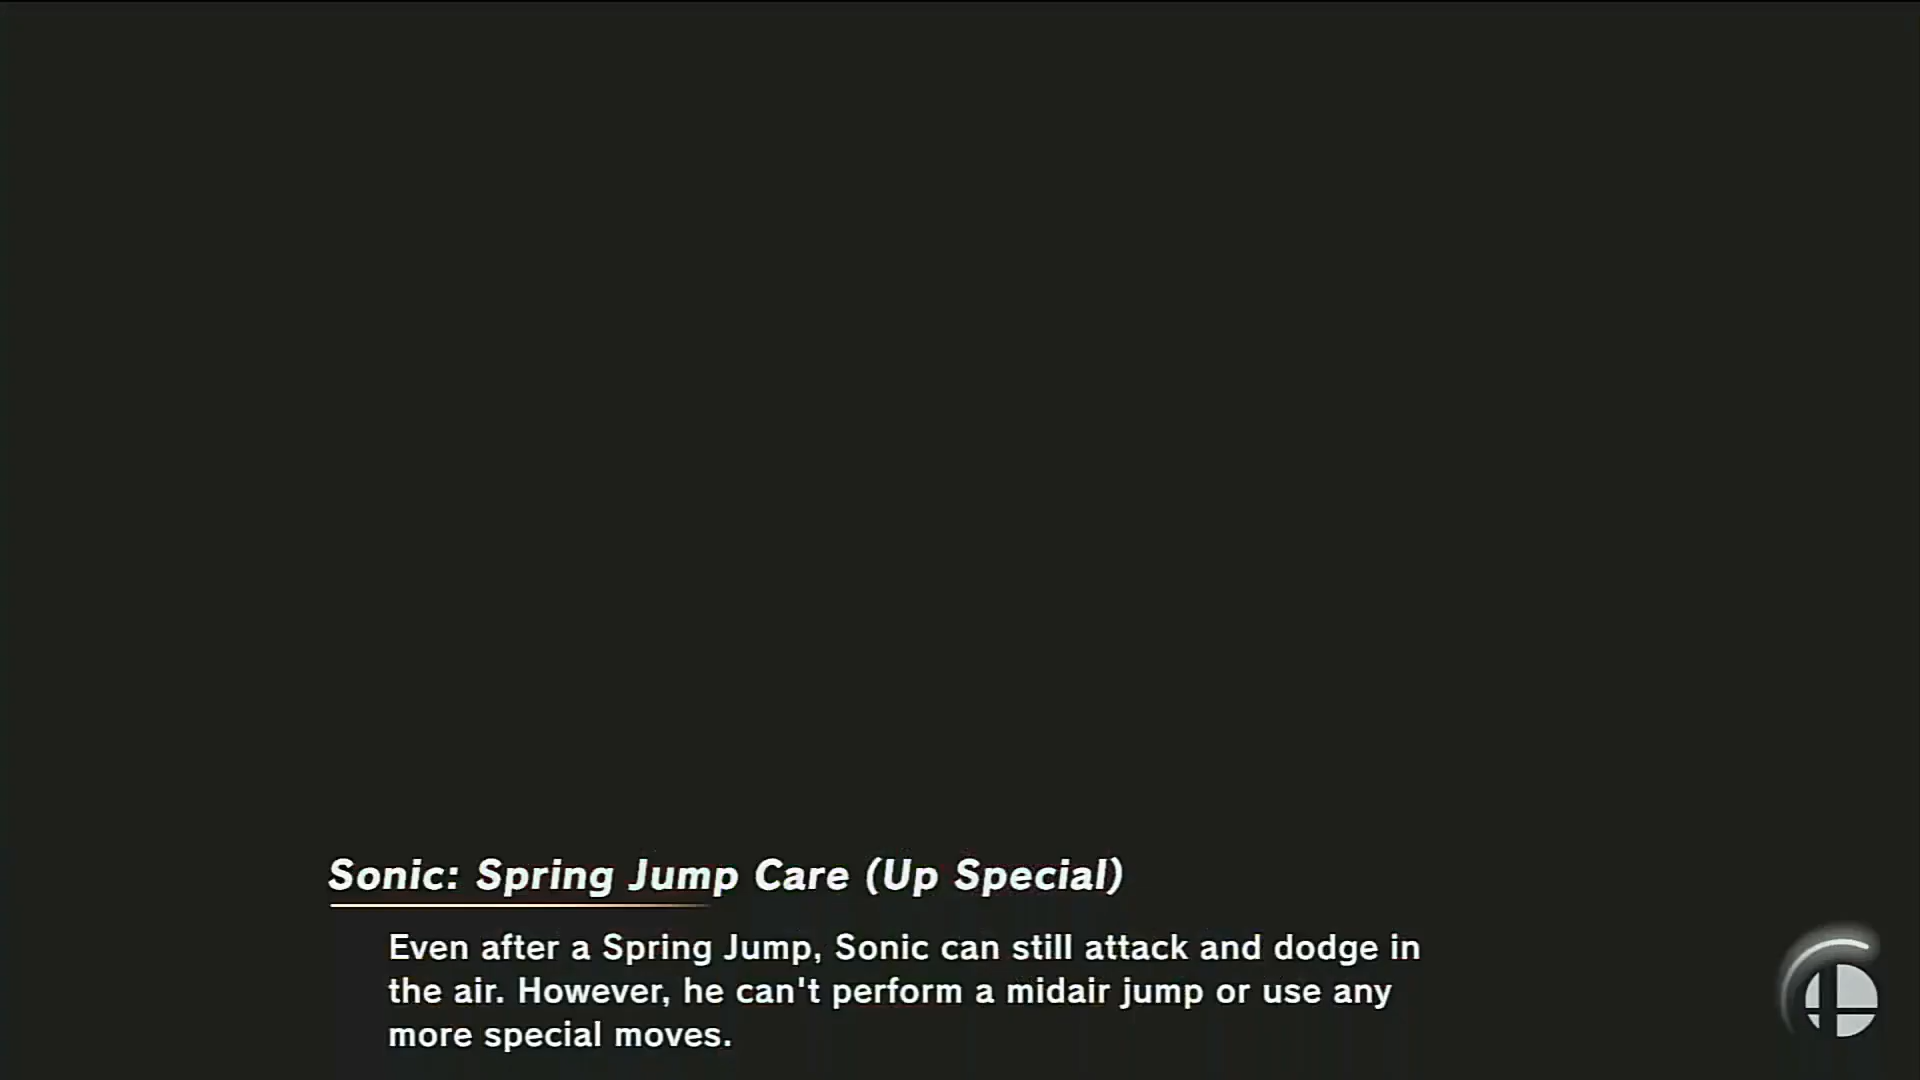 Sonic: Spring Jump Care (Up Special)
Even after a Spring Jump, Sonic can still attack and dodge in
the air. However, he can't perform a midair jump or use any
more special moves.